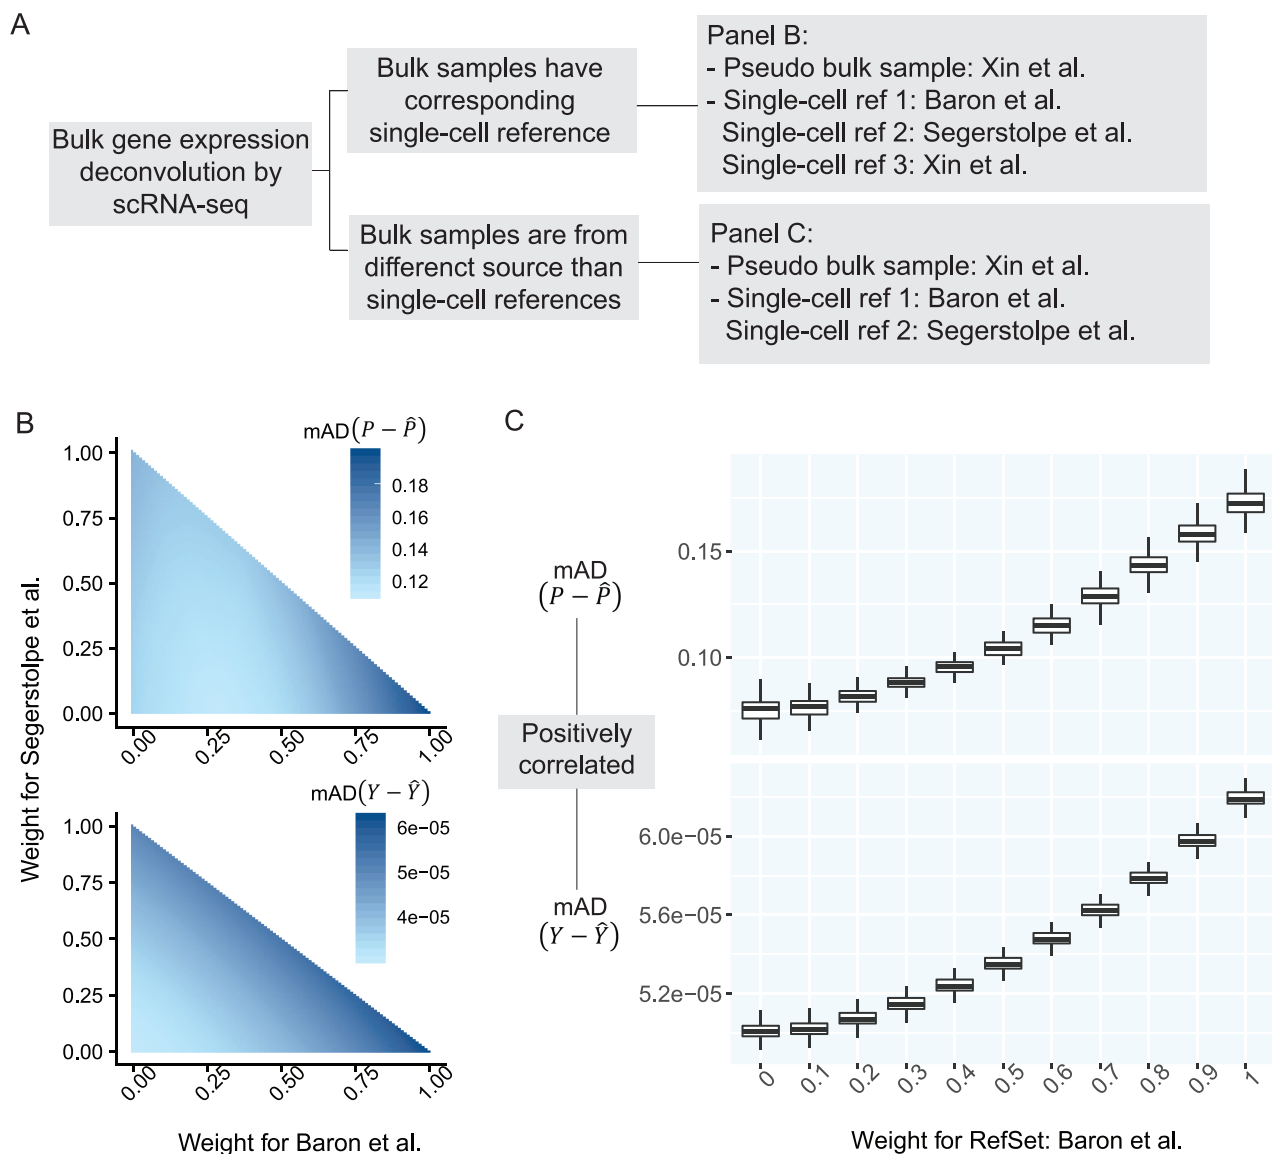 A
Bulk gene expression
deconvolution by
scRNA-seq
Bulk samples have
corresponding
single-cell reference
Bulk samples are from
differenct source than
single-cell references
Panel B:
- Pseudo bulk sample: Xin et al.
- Single-cell ref 1: Baron et al.
Single-cell ref 2: Segerstolpe et al.
Single-cell ref 3: Xin et al.
Panel C:
- Pseudo bulk sample: Xin et al.
- Single-cell ref 1: Baron et al.
Single-cell ref 2: Segerstolpe et al.
B
Weight for Segerstolpe et al.
mAD(P − P̂)
0.18
0.16
0.14
0.12
1.00
0.75
0.50
0.25
0.00
0.00
0.25
0.50
0.75
1.00
mAD(Y − Ŷ)
6e−05
5e−05
4e−05
1.00
0.75
0.50
0.25
0.00
0.00
0.25
0.50
0.75
1.00
Weight for Baron et al.
C
mAD
(P − P̂)
Positively
correlated
mAD
(Y − Ŷ)
0.15
0.10
6.0e−05
5.6e−05
5.2e−05
0
0.1
0.2
0.3
0.4
0.5
0.6
0.7
0.8
0.9
1
Weight for RefSet: Baron et al.